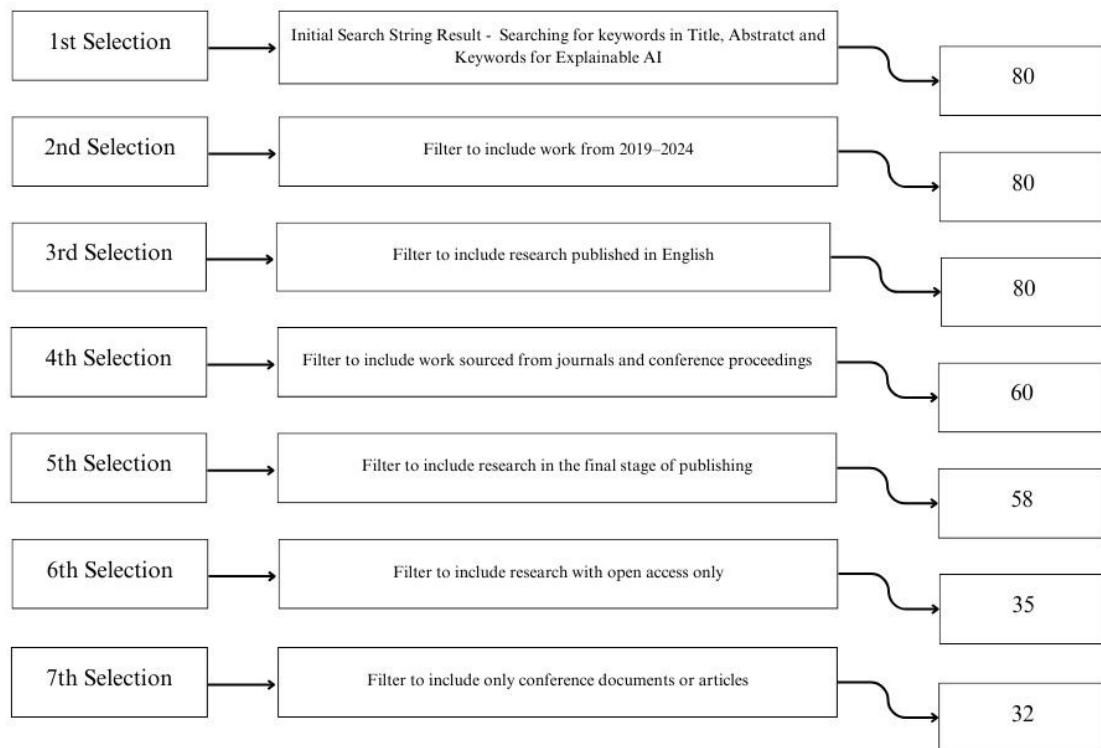 1st Selection
Initial Search String Result - Searching for keywords in Title, Abstratct and
Keywords for Explainable AI
80
2nd Selection
Filter to include work from 2019–2024
80
3rd Selection
Filter to include research published in English
80
4th Selection
Filter to include work sourced from journals and conference proceedings
60
5th Selection
Filter to include research in the final stage of publishing
58
6th Selection
Filter to include research with open access only
35
7th Selection
Filter to include only conference documents or articles
32